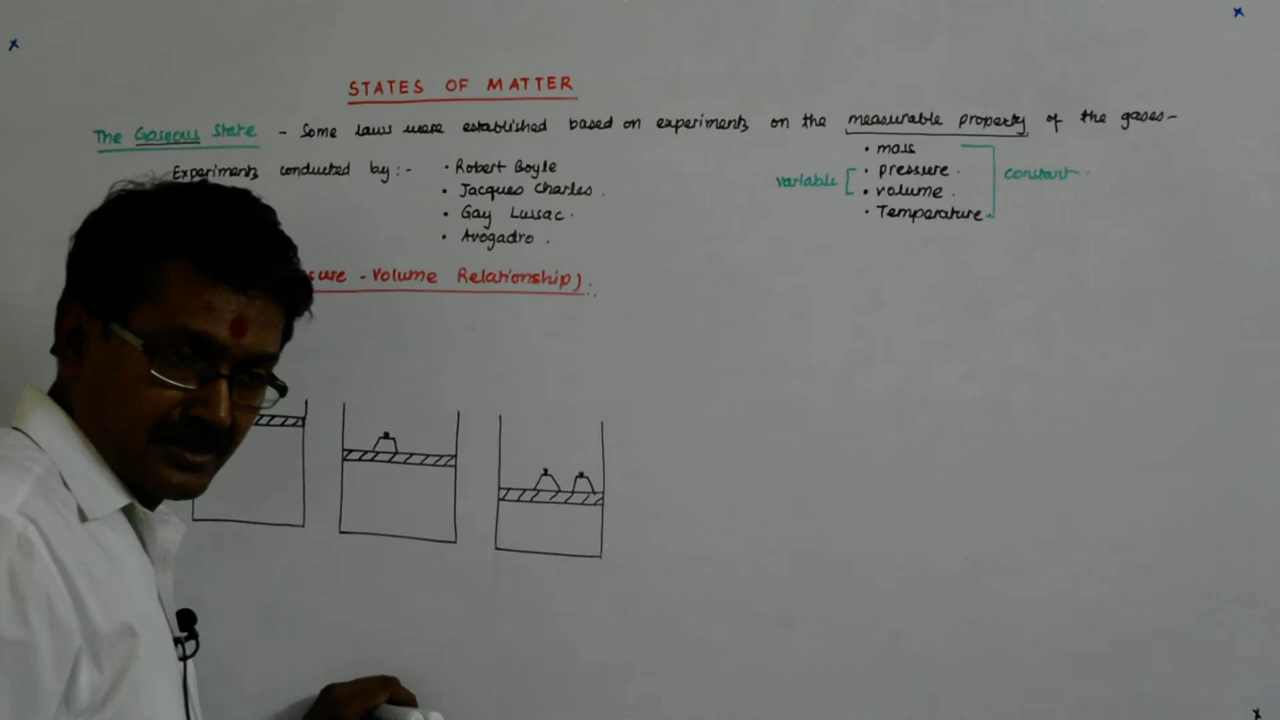 STATES OF MATTER
The Gaseous State - Some laws were established based on experiments on the measurable property of the gases-
• mass
Experiments conducted by:- • Robert Boyle
variable • pressure . constant .
• Jacques Charles .
• volume .
• Gay Lussac .
• Temperature
• Avogadro .
- Volume Relationship).